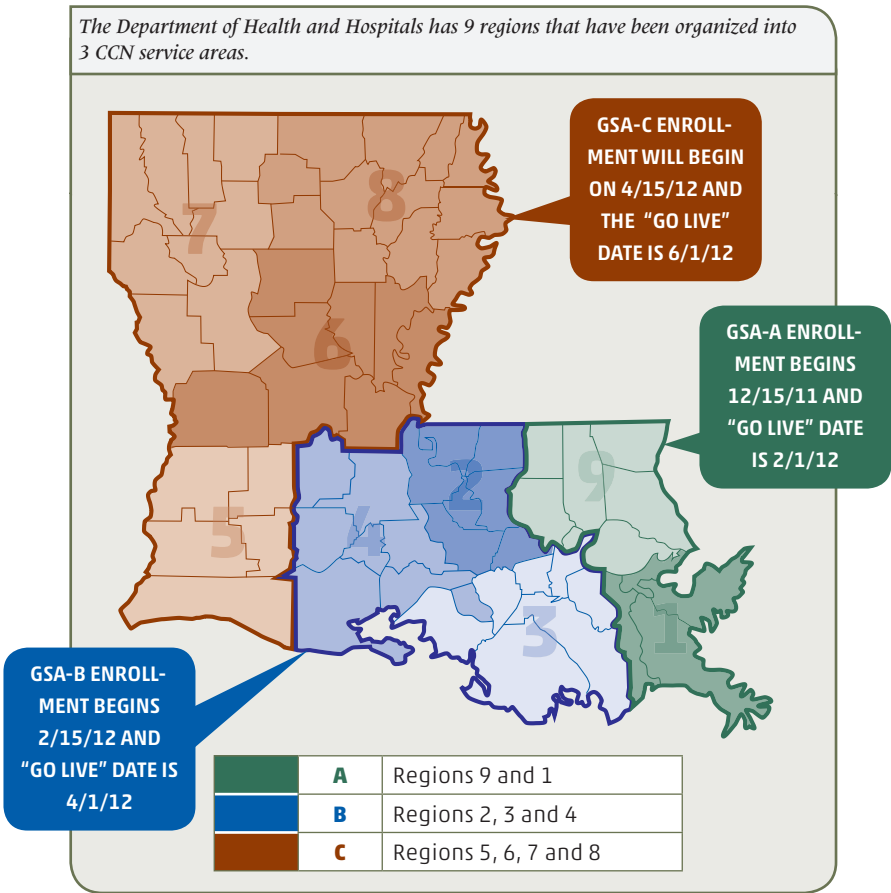 The Department of Health and Hospitals has 9 regions that have been organized into
3 CCN service areas.
GSA-C ENROLL-
MENT WILL BEGIN
ON 4/15/12 AND
THE “GO LIVE”
DATE IS 6/1/12
7
8
6
GSA-A ENROLL-
MENT BEGINS
12/15/11 AND
“GO LIVE” DATE
IS 2/1/12
2
9
5
4
3
1
GSA-B ENROLL-
MENT BEGINS
2/15/12 AND
“GO LIVE” DATE IS
4/1/12
A Regions 9 and 1
B Regions 2, 3 and 4
C Regions 5, 6, 7 and 8